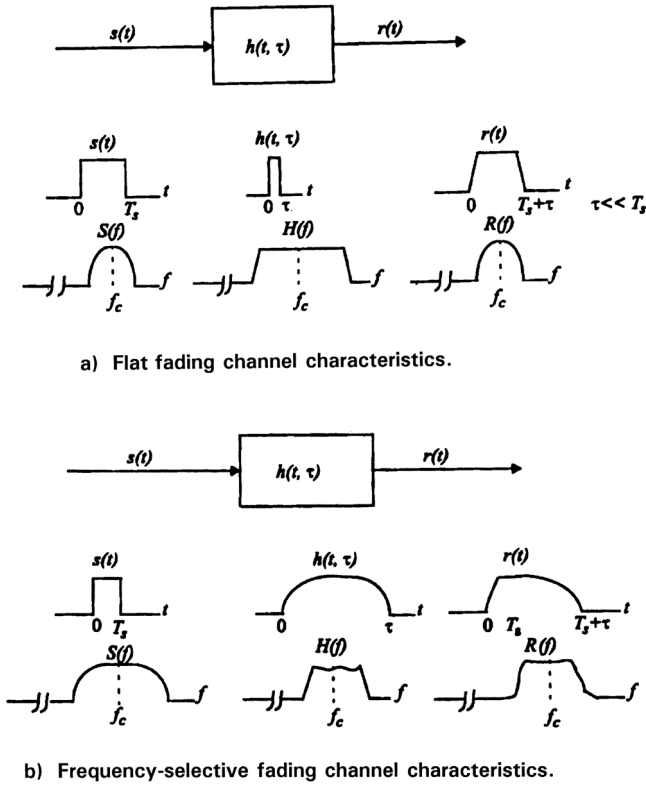 s(t) h(t, τ) r(t)
s(t) h(t, τ) r(t)
0 T_s t 0 τ t 0 T_s+τ t τ<< T_s
S(f) H(f) R(f)
f_c f f_c f f_c f
a) Flat fading channel characteristics.
s(t) h(t, τ) r(t)
s(t) h(t, τ) r(t)
0 T_s t 0 τ t 0 T_s T_s+τ t
S(f) H(f) R(f)
f_c f f_c f f_c f
b) Frequency-selective fading channel characteristics.